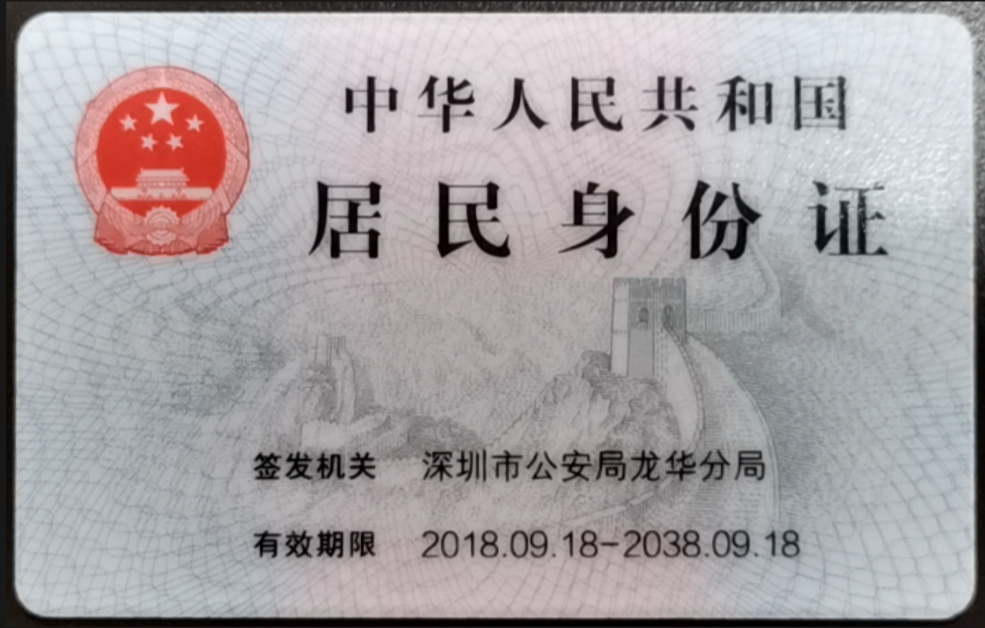 中华人民共和国
居民身份证
签发机关 深圳市公安局龙华分局
有效期限 2018.09.18-2038.09.18